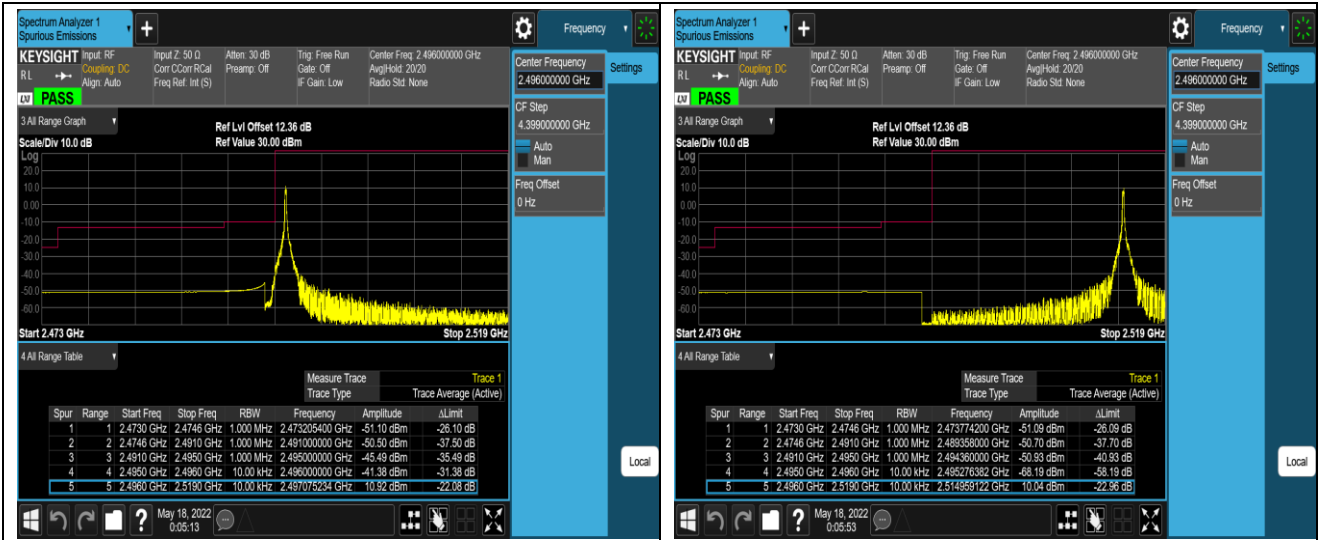 Spectrum Analyzer 1
Spurious Emissions
Frequency
KEYSIGHT Input: RF Input Z: 50 Ω Atten: 30 dB Trig: Free Run Center Freq: 2.496000000 GHz
RL Coupling: DC Corr CCorr RCal Preamp: Off Gate: Off Avg|Hold: 20/20
Align: Auto Freq Ref: Int (S) IF Gain: Low Radio Std: None
LXI PASS
Center Frequency
2.496000000 GHz
Settings
CF Step
4.399000000 GHz
Auto
Man
Freq Offset
0 Hz
3 All Range Graph
Ref Lvl Offset 12.36 dB
Scale/Div 10.0 dB Ref Value 30.00 dBm
Log
20.0
10.0
0.00
-10.0
-20.0
-30.0
-40.0
-50.0
-60.0
Start 2.473 GHz Stop 2.519 GHz
4 All Range Table
Measure Trace Trace 1
Trace Type Trace Average (Active)
Spur Range Start Freq Stop Freq RBW Frequency Amplitude ΔLimit
1 1 2.4730 GHz 2.4746 GHz 1.000 MHz 2.473205400 GHz -51.10 dBm -26.10 dB
2 2 2.4746 GHz 2.4910 GHz 1.000 MHz 2.491000000 GHz -50.50 dBm -37.50 dB
3 3 2.4910 GHz 2.4950 GHz 1.000 MHz 2.495000000 GHz -45.49 dBm -35.49 dB
4 4 2.4950 GHz 2.4960 GHz 10.00 kHz 2.496000000 GHz -41.38 dBm -31.38 dB
5 5 2.4960 GHz 2.5190 GHz 10.00 kHz 2.497075234 GHz 10.92 dBm -22.08 dB
Local
? May 18, 2022
0:05:13
Spectrum Analyzer 1
Spurious Emissions
Frequency
KEYSIGHT Input: RF Input Z: 50 Ω Atten: 30 dB Trig: Free Run Center Freq: 2.496000000 GHz
RL Coupling: DC Corr CCorr RCal Preamp: Off Gate: Off Avg|Hold: 20/20
Align: Auto Freq Ref: Int (S) IF Gain: Low Radio Std: None
LXI PASS
Center Frequency
2.496000000 GHz
Settings
CF Step
4.399000000 GHz
Auto
Man
Freq Offset
0 Hz
3 All Range Graph
Ref Lvl Offset 12.36 dB
Scale/Div 10.0 dB Ref Value 30.00 dBm
Log
20.0
10.0
0.00
-10.0
-20.0
-30.0
-40.0
-50.0
-60.0
Start 2.473 GHz Stop 2.519 GHz
4 All Range Table
Measure Trace Trace 1
Trace Type Trace Average (Active)
Spur Range Start Freq Stop Freq RBW Frequency Amplitude ΔLimit
1 1 2.4730 GHz 2.4746 GHz 1.000 MHz 2.473774200 GHz -51.09 dBm -26.09 dB
2 2 2.4746 GHz 2.4910 GHz 1.000 MHz 2.489358000 GHz -50.70 dBm -37.70 dB
3 3 2.4910 GHz 2.4950 GHz 1.000 MHz 2.494360000 GHz -50.93 dBm -40.93 dB
4 4 2.4950 GHz 2.4960 GHz 10.00 kHz 2.495276382 GHz -68.19 dBm -58.19 dB
5 5 2.4960 GHz 2.5190 GHz 10.00 kHz 2.514959122 GHz 10.04 dBm -22.96 dB
Local
? May 18, 2022
0:05:53